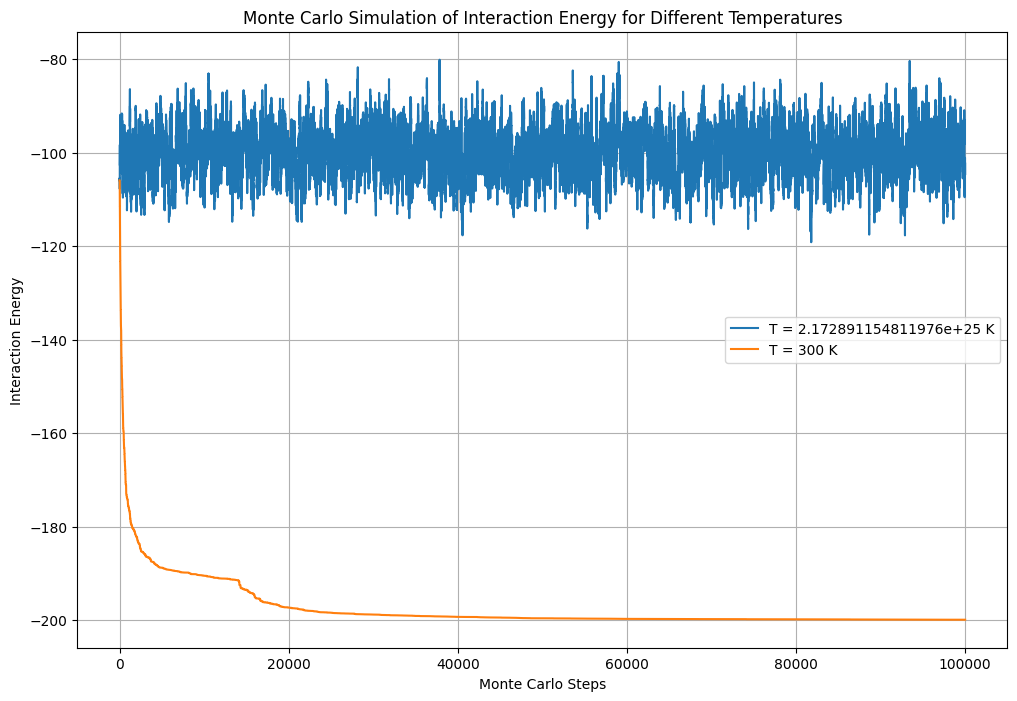 Monte Carlo Simulation of Interaction Energy for Different Temperatures
Interaction Energy
−80
−100
−120
−140
−160
−180
−200
T = 2.172891154811976e+25 K
T = 300 K
0
20000
40000
60000
80000
100000
Monte Carlo Steps